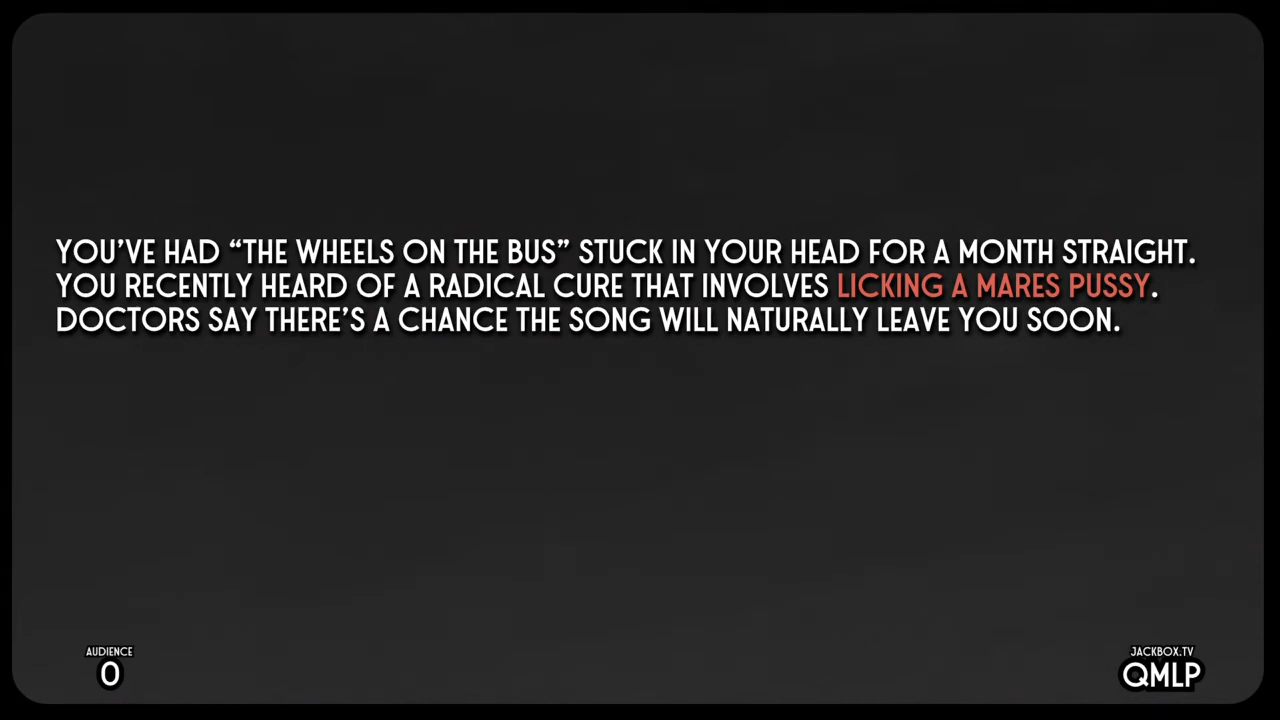 YOU'VE HAD “THE WHEELS ON THE BUS” STUCK IN YOUR HEAD FOR A MONTH STRAIGHT.
YOU RECENTLY HEARD OF A RADICAL CURE THAT INVOLVES LICKING A MARES PUSSY.
DOCTORS SAY THERE'S A CHANCE THE SONG WILL NATURALLY LEAVE YOU SOON.
AUDIENCE
0
JACKBOX.TV
QMLP